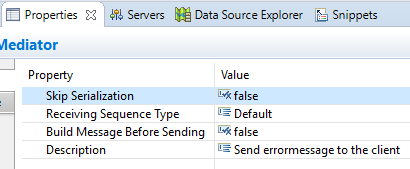 Properties Servers Data Source Explorer Snippets
Mediator
Property Value
Skip Serialization false
Receiving Sequence Type Default
Build Message Before Sending false
Description Send errormessage to the client